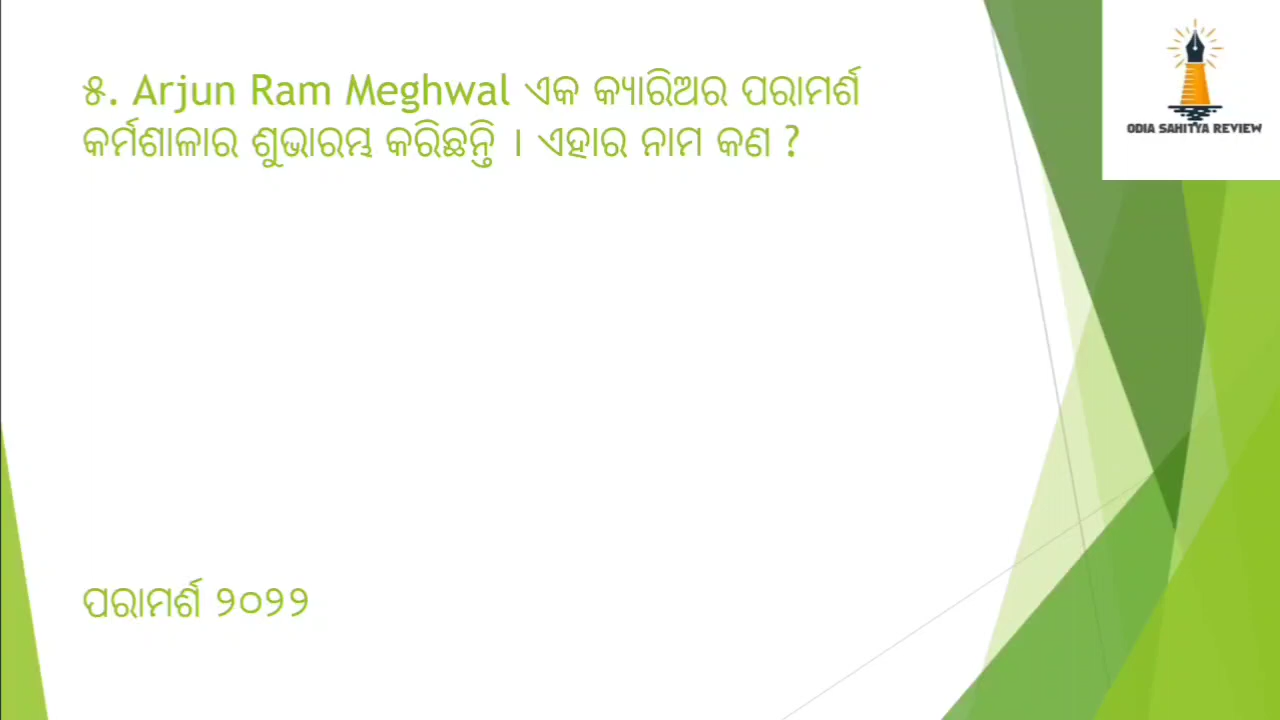 ୫. Arjun Ram Meghwal ଏକ କ୍ୟାରିଅର ପରାମର୍ଶ
କର୍ମଶାଳାର ଶୁଭାରମ୍ଭ କରିଛନ୍ତି । ଏହାର ନାମ କଣ ?
ପରାମର୍ଶ ୨୦୨୨
ODIA SAHITYA REVIEW